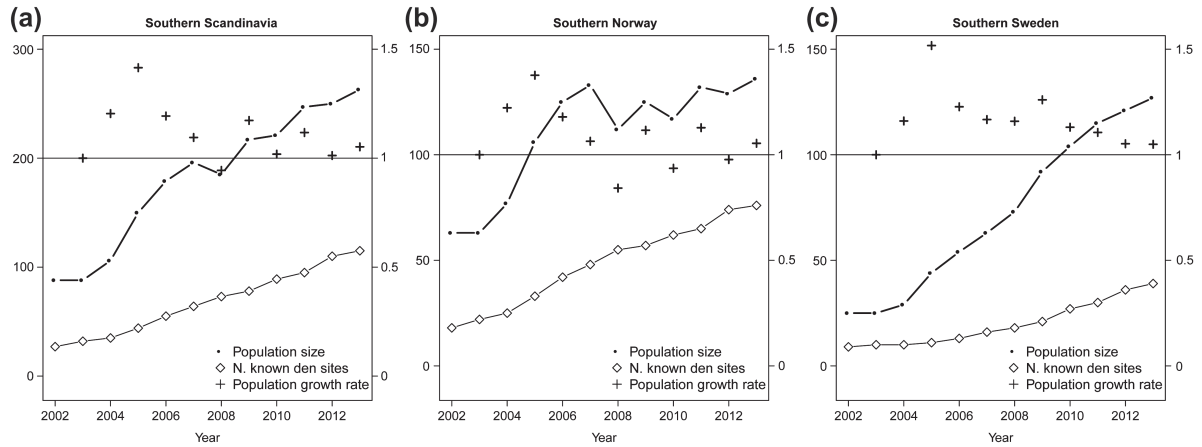 (a) Southern Scandinavia
300
200
100
0
1.5
1
0.5
0
Population size
N. known den sites
Population growth rate
2002 2004 2006 2008 2010 2012
Year
(b) Southern Norway
150
100
50
0
1.5
1
0.5
0
Population size
N. known den sites
Population growth rate
2002 2004 2006 2008 2010 2012
Year
(c) Southern Sweden
150
100
50
0
1.5
1
0.5
0
Population size
N. known den sites
Population growth rate
2002 2004 2006 2008 2010 2012
Year